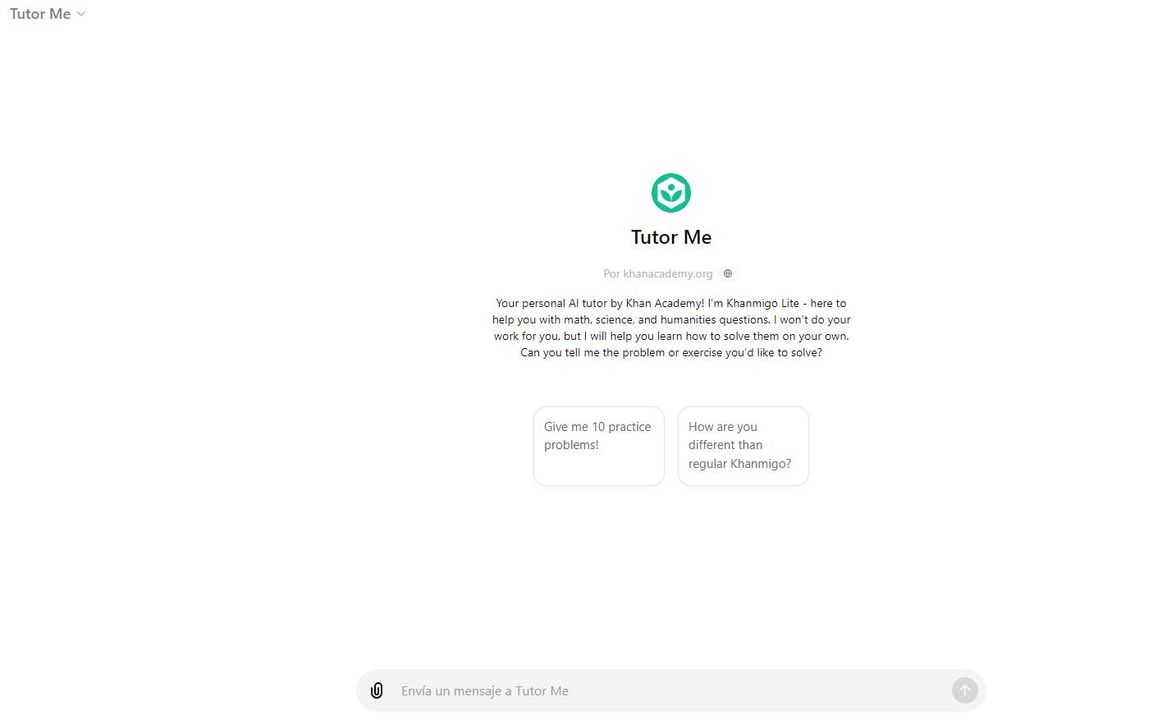 Tutor Me
Tutor Me
Por khanacademy.org
Your personal AI tutor by Khan Academy! I'm Khanmigo Lite - here to
help you with math, science, and humanities questions. I won't do your
work for you, but I will help you learn how to solve them on your own.
Can you tell me the problem or exercise you'd like to solve?
Give me 10 practice
problems!
How are you
different than
regular Khanmigo?
Envía un mensaje a Tutor Me